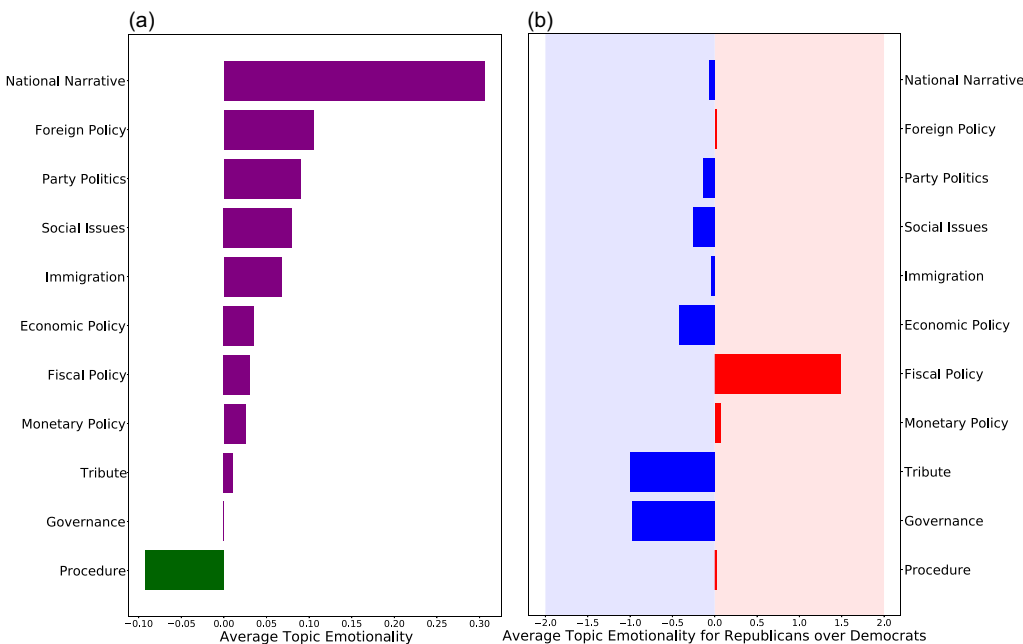 (a)
National Narrative
Foreign Policy
Party Politics
Social Issues
Immigration
Economic Policy
Fiscal Policy
Monetary Policy
Tribute
Governance
Procedure
−0.10 −0.05 0.00 0.05 0.10 0.15 0.20 0.25 0.30
Average Topic Emotionality
(b)
National Narrative
Foreign Policy
Party Politics
Social Issues
Immigration
Economic Policy
Fiscal Policy
Monetary Policy
Tribute
Governance
Procedure
−2.0 −1.5 −1.0 −0.5 0.0 0.5 1.0 1.5 2.0
Average Topic Emotionality for Republicans over Democrats